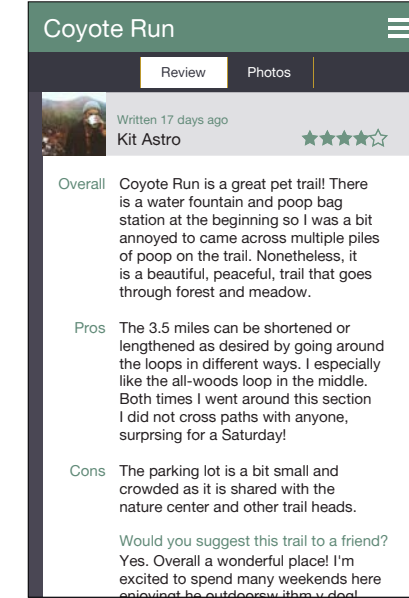 Coyote Run
Review Photos
Written 17 days ago
Kit Astro
Overall Coyote Run is a great pet trail! There
is a water fountain and poop bag
station at the beginning so I was a bit
annoyed to came across multiple piles
of poop on the trail. Nonetheless, it
is a beautiful, peaceful, trail that goes
through forest and meadow.
Pros The 3.5 miles can be shortened or
lengthened as desired by going around
the loops in different ways. I especially
like the all-woods loop in the middle.
Both times I went around this section
I did not cross paths with anyone,
surprsing for a Saturday!
Cons The parking lot is a bit small and
crowded as it is shared with the
nature center and other trail heads.
Would you suggest this trail to a friend?
Yes. Overall a wonderful place! I'm
excited to spend many weekends here
enjoyingt he outdoorsw ithm y dog!